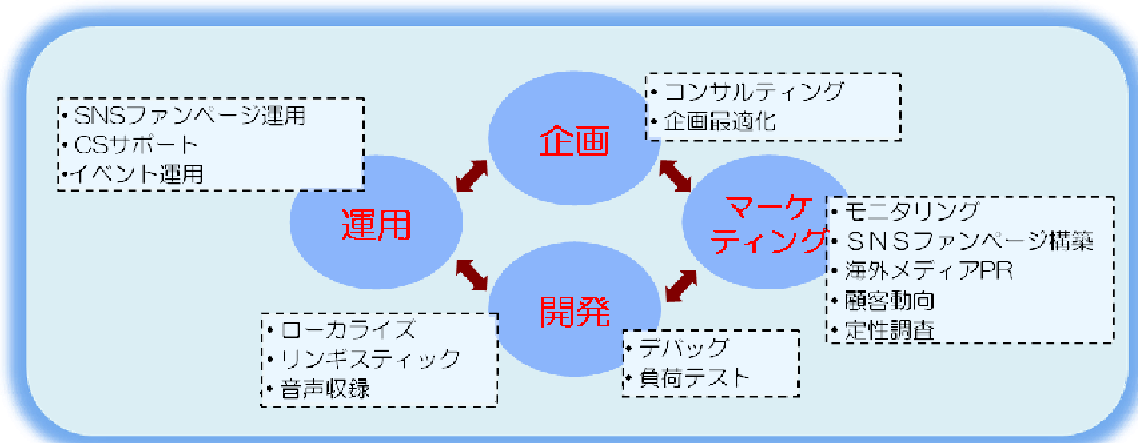 企画
・コンサルティング
・企画最適化
・SNSファンページ運用
・CSサポート
・イベント運用
運用
マーケ
ティング
・モニタリング
・ＳＮＳファンページ構築
・海外メディアPR
・顧客動向
・定性調査
開発
・ローカライズ
・リンギスティック
・音声収録
・デバッグ
・負荷テスト